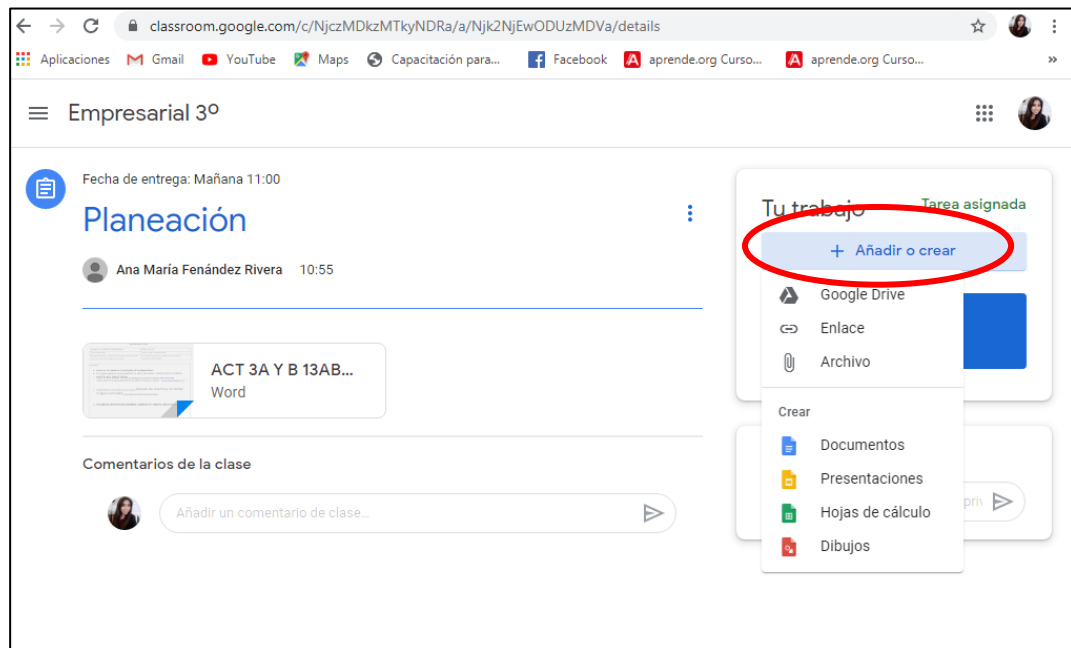 classroom.google.com/c/NjczMDkzMTkyNDRa/a/Njk2NjEwODUzMDVa/details
Aplicaciones Gmail YouTube Maps Capacitación para... Facebook aprende.org Curso... aprende.org Curso... »
Empresarial 3º
Fecha de entrega: Mañana 11:00
Planeación
Ana María Fenández Rivera 10:55
ACT 3A Y B 13AB...
Word
Comentarios de la clase
Añadir un comentario de clase...
Tu trabajo Tarea asignada
+ Añadir o crear
Google Drive
Enlace
Archivo
Crear
Documentos
Presentaciones
Hojas de cálculo
Dibujos